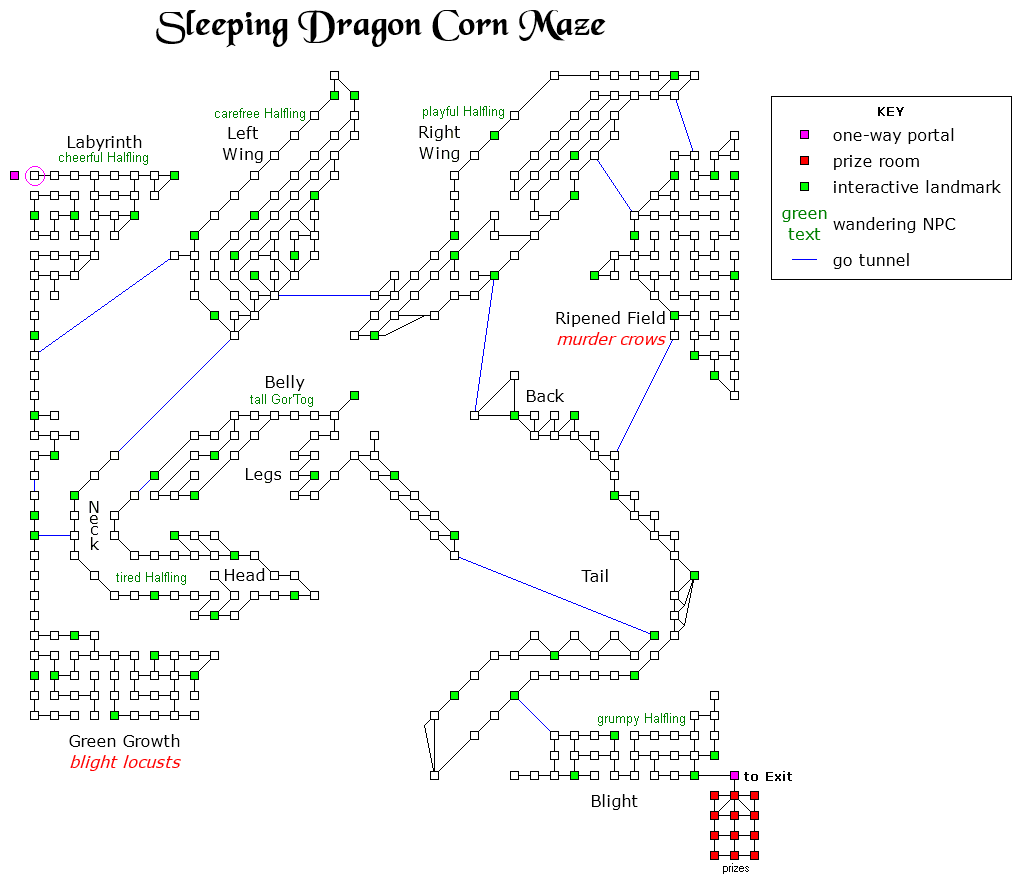 Sleeping Dragon Corn Maze
KEY
one-way portal
prize room
interactive landmark
green
text
wandering NPC
go tunnel
Labyrinth
cheerful Halfling
carefree Halfling
Left
Wing
playful Halfling
Right
Wing
Ripened Field
murder crows
Belly
tall Gor'Tog
Back
Legs
Neck
tired Halfling
Head
Tail
grumpy Halfling
Green Growth
blight locusts
Blight
to Exit
prizes